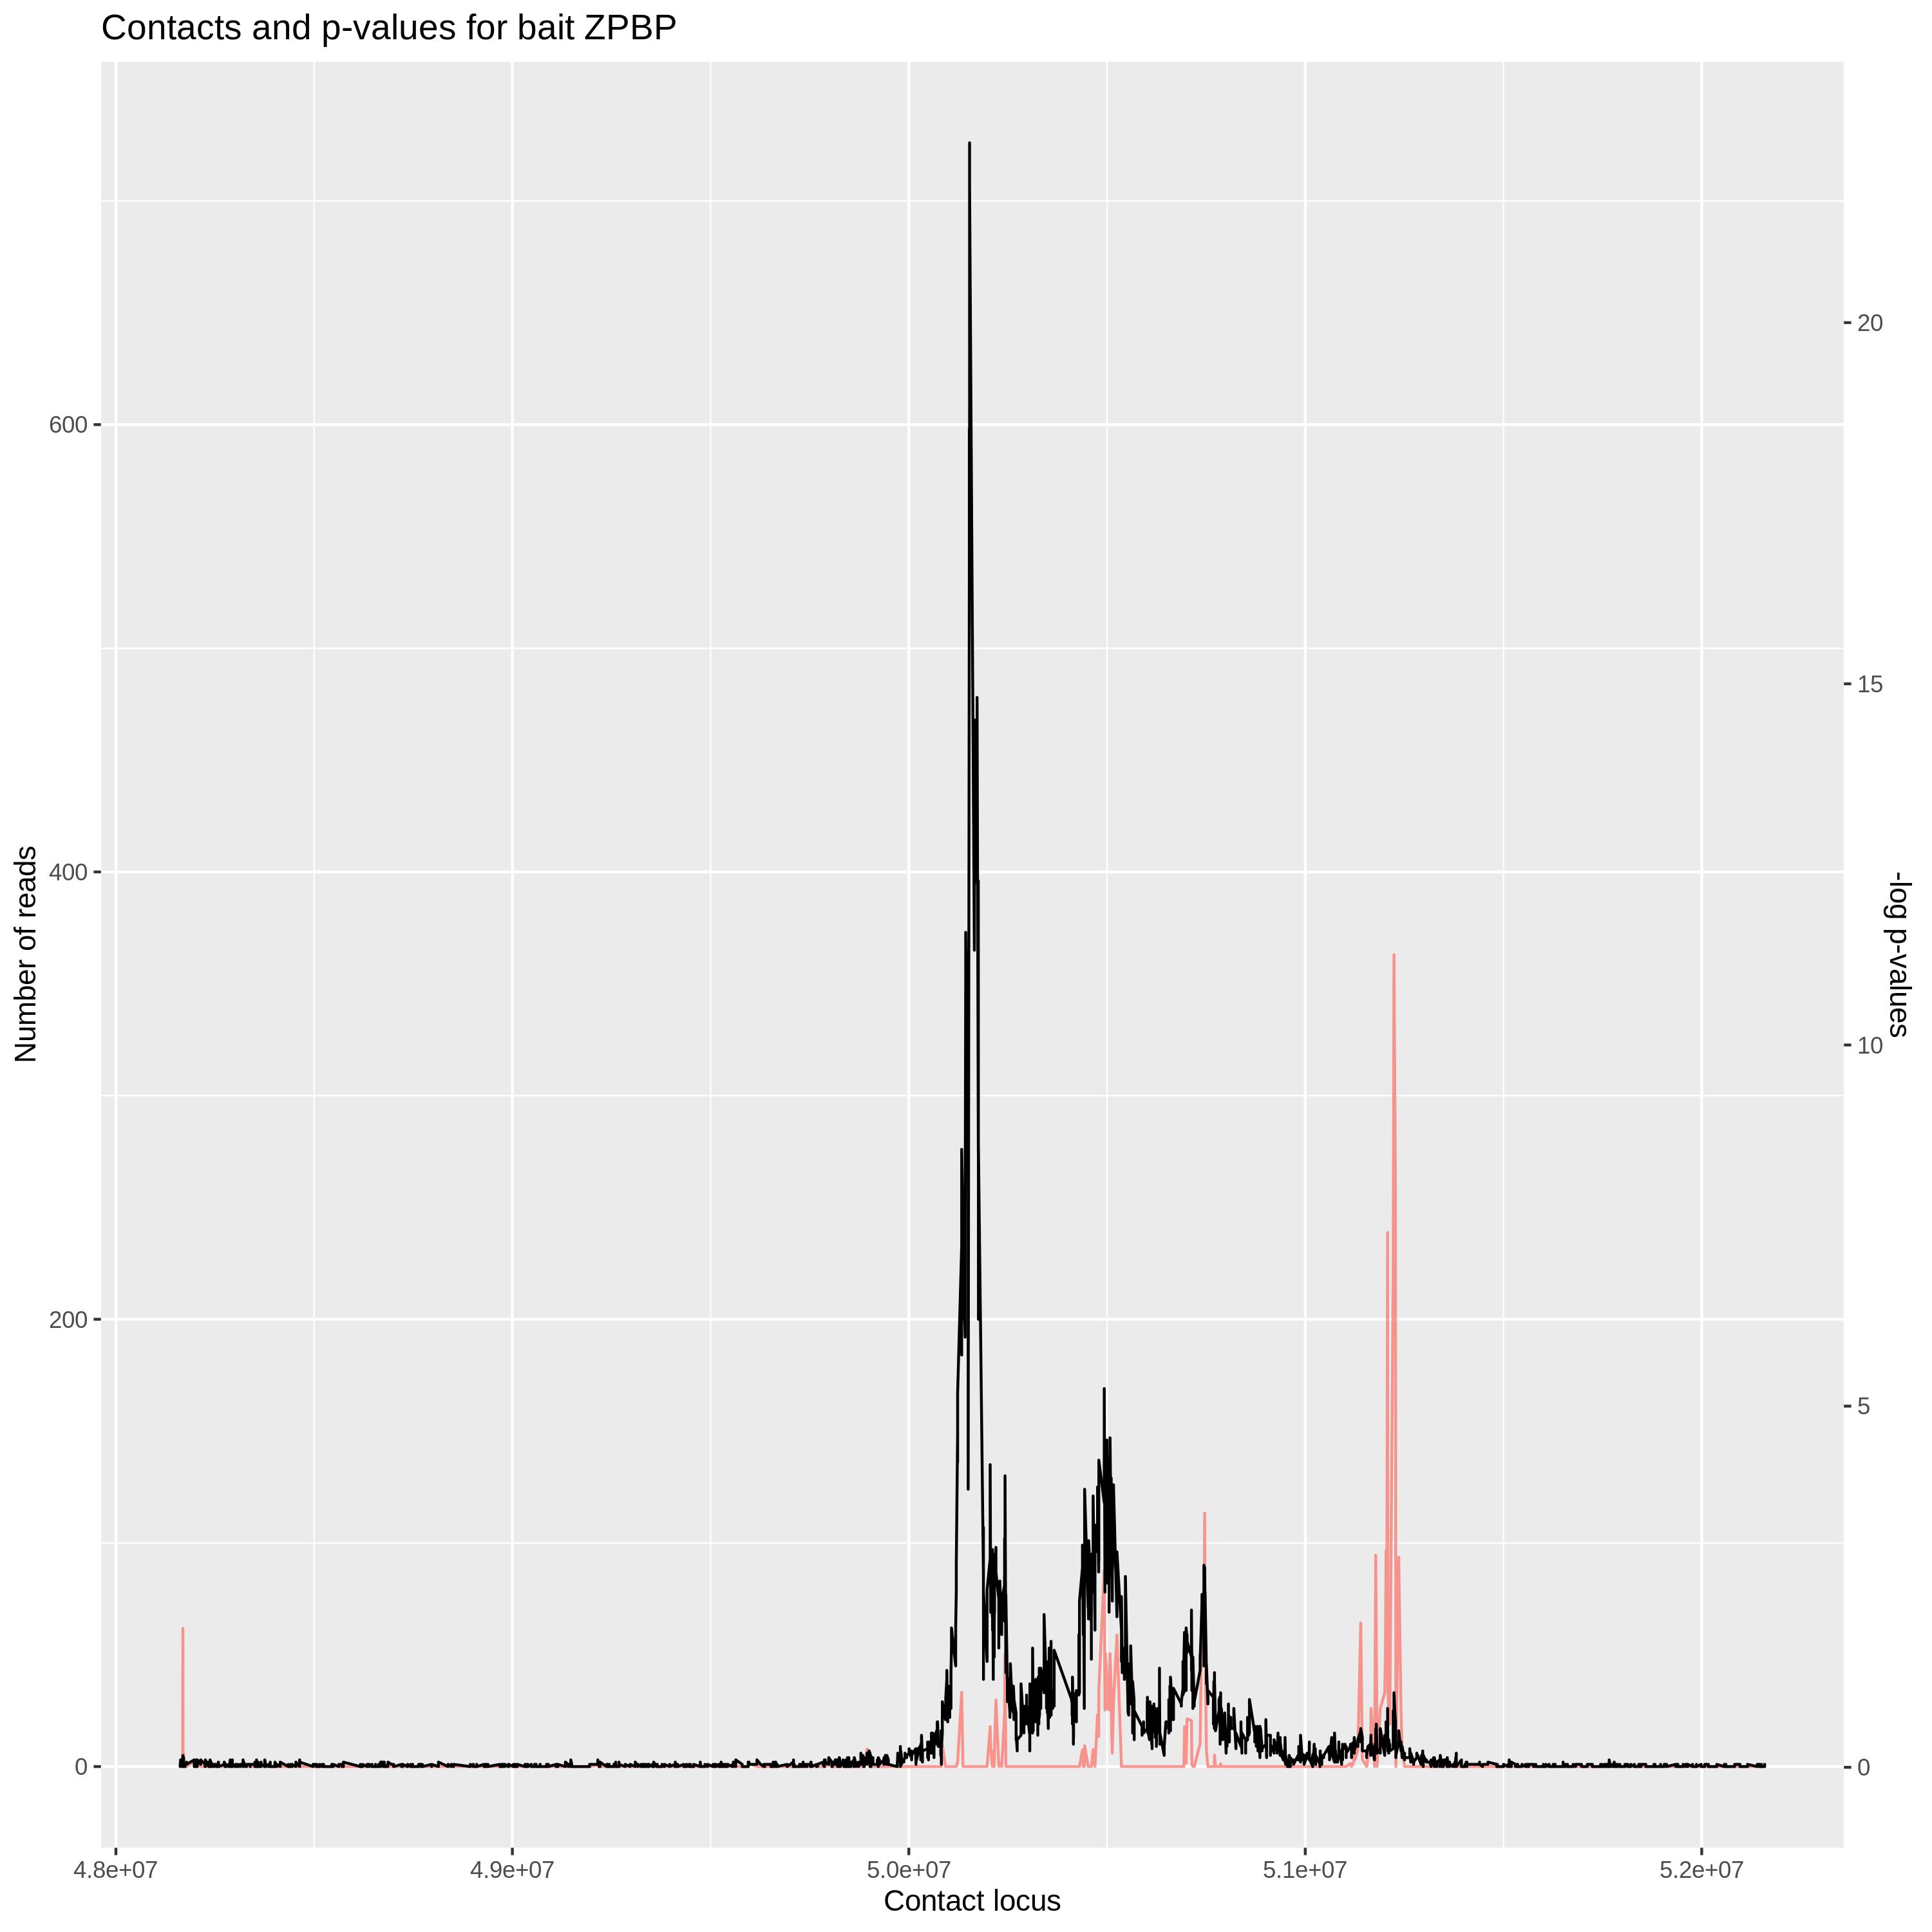 Contacts and p-values for bait ZPBP
Number of reads
600
400
200
0
20
15
10
5
0
-log p-values
4.8e+07
4.9e+07
5.0e+07
5.1e+07
5.2e+07
Contact locus